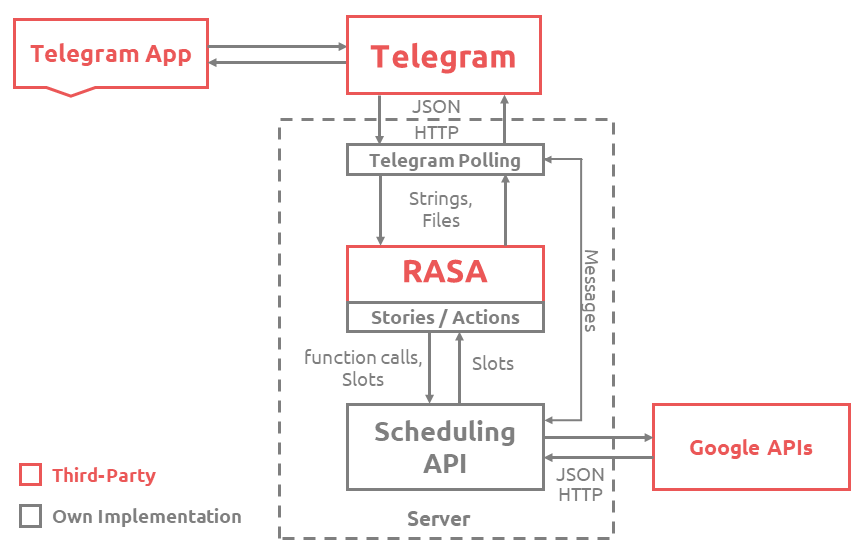 Telegram App
Telegram
JSON
HTTP
Telegram Polling
Strings,
Files
RASA
Messages
Stories / Actions
function calls,
Slots
Slots
Scheduling
API
Google APIs
JSON
HTTP
Third-Party
Own Implementation
Server